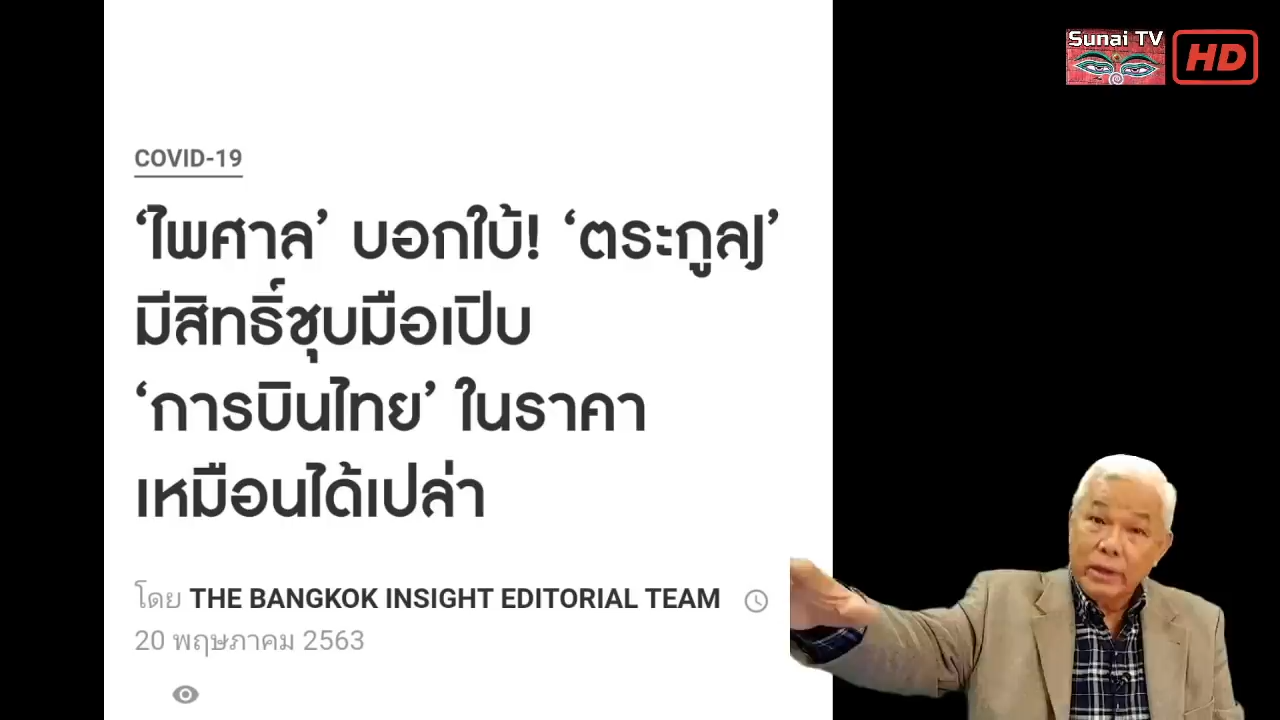 Sunai TV
HD
COVID-19
‘ไพศาล’ บอกใบ้! ‘ตระกูลJ’
มีสิทธิ์ชุบมือเปิบ
‘การบินไทย’ ในราคา
เหมือนได้เปล่า
โดย THE BANGKOK INSIGHT EDITORIAL TEAM
20 พฤษภาคม 2563